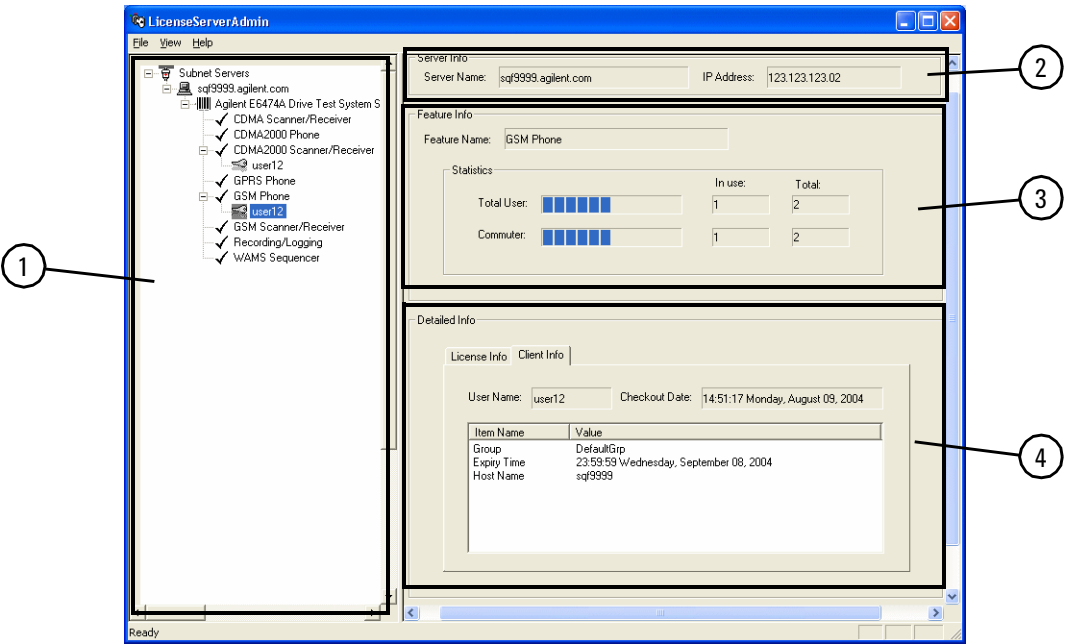 LicenseServerAdmin
File View Help
Subnet Servers
sqf9999.agilent.com
Agilent E6474A Drive Test System S
CDMA Scanner/Receiver
CDMA2000 Phone
CDMA2000 Scanner/Receiver
user12
GPRS Phone
GSM Phone
user12
GSM Scanner/Receiver
Recording/Logging
WAMS Sequencer
1
Server Info
Server Name: sqf9999.agilent.com IP Address: 123.123.123.02
2
Feature Info
Feature Name: GSM Phone
Statistics
In use: Total:
Total User: 1 2
Commuter: 1 2
3
Detailed Info
License Info Client Info
User Name: user12 Checkout Date: 14:51:17 Monday, August 09, 2004
Item Name Value
Group DefaultGrp
Expiry Time 23:59:59 Wednesday, September 08, 2004
Host Name sqf9999
4
Ready